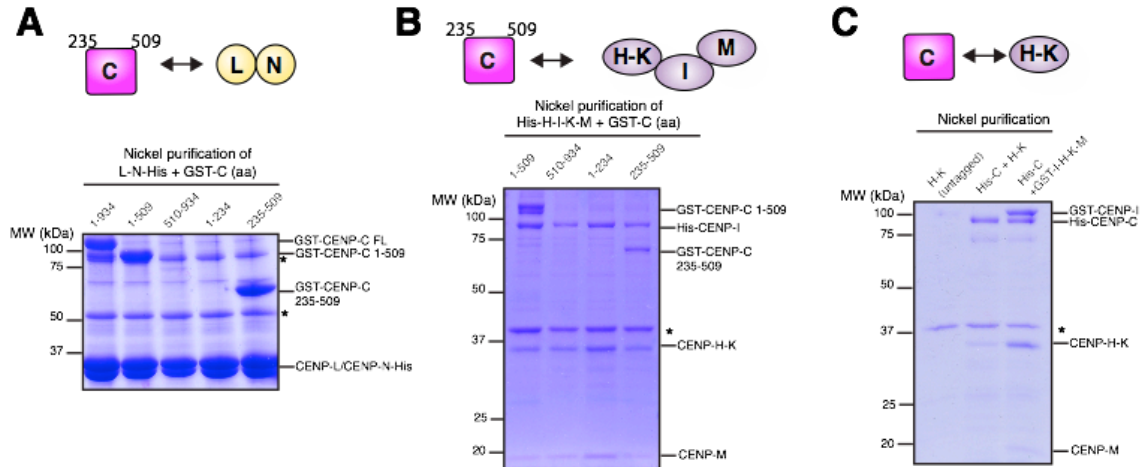 A
235 509
C
L N
Nickel purification of
L-N-His + GST-C (aa)
1-934
1-509
510-934
1-234
235-509
MW (kDa)
100
75
50
37
GST-CENP-C FL
GST-CENP-C 1-509
*
GST-CENP-C
235-509
*
CENP-L/CENP-N-His
B
235 509
C
H-K I M
Nickel purification of
His-H-I-K-M + GST-C (aa)
1-509
510-934
1-234
235-509
MW (kDa)
100
75
50
37
25
20
GST-CENP-C 1-509
His-CENP-I
GST-CENP-C
235-509
*
CENP-H-K
CENP-M
C
C
H-K
Nickel purification
H-K
(untagged)
His-C + H-K
His-C
+GST-I-H-K-M
MW (kDa)
100
75
50
37
25
20
GST-CENP-I
His-CENP-C
*
CENP-H-K
CENP-M